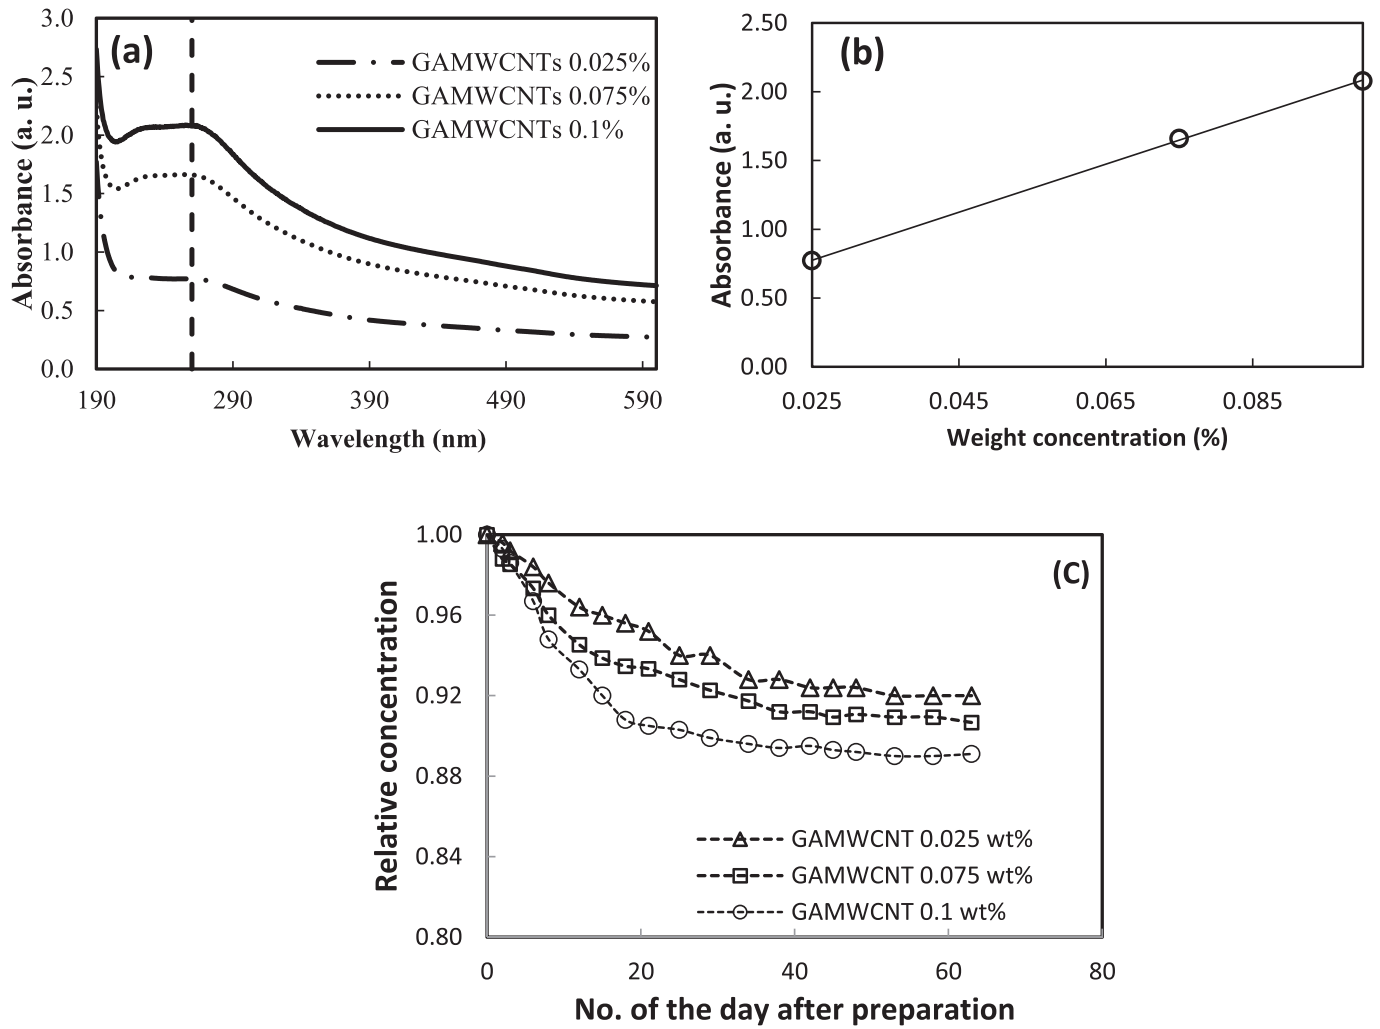 (a)
3.0
2.5
2.0
1.5
1.0
0.5
0.0
Absorbance (a. u.)
GAMWCNTs 0.025%
GAMWCNTs 0.075%
GAMWCNTs 0.1%
190 290 390 490 590
Wavelength (nm)
(b)
2.50
2.00
1.50
1.00
0.50
0.00
Absorbance (a. u.)
0.025 0.045 0.065 0.085
Weight concentration (%)
(C)
1.00
0.96
0.92
0.88
0.84
0.80
Relative concentration
GAMWCNT 0.025 wt%
GAMWCNT 0.075 wt%
GAMWCNT 0.1 wt%
0 20 40 60 80
No. of the day after preparation